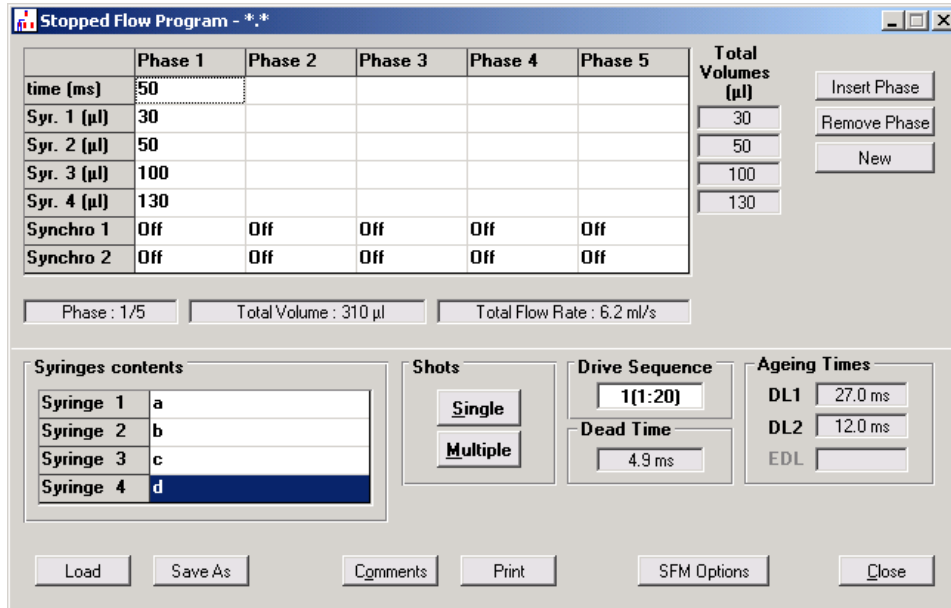 Stopped Flow Program - *.*
Phase 1 Phase 2 Phase 3 Phase 4 Phase 5
Total
Volumes
(µl)
time (ms) 50
Syr. 1 (µl) 30 30
Syr. 2 (µl) 50 50
Syr. 3 (µl) 100 100
Syr. 4 (µl) 130 130
Synchro 1 Off Off Off Off Off
Synchro 2 Off Off Off Off Off
Insert Phase
Remove Phase
New
Phase : 1/5 Total Volume : 310 µl Total Flow Rate : 6.2 ml/s
Syringes contents
Syringe 1 a
Syringe 2 b
Syringe 3 c
Syringe 4 d
Shots
Single
Multiple
Drive Sequence
1(1:20)
Dead Time
4.9 ms
Ageing Times
DL1 27.0 ms
DL2 12.0 ms
EDL
Load Save As Comments Print SFM Options Close